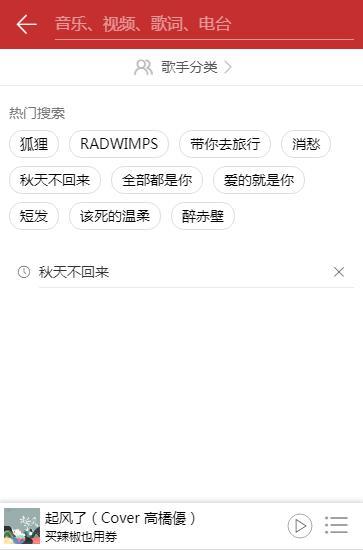 音乐、视频、歌词、电台
歌手分类
热门搜索
狐狸 RADWIMPS 带你去旅行 消愁
秋天不回来 全部都是你 爱的就是你
短发 该死的温柔 醉赤壁
秋天不回来
起风了（Cover 高橋優）
买辣椒也用券